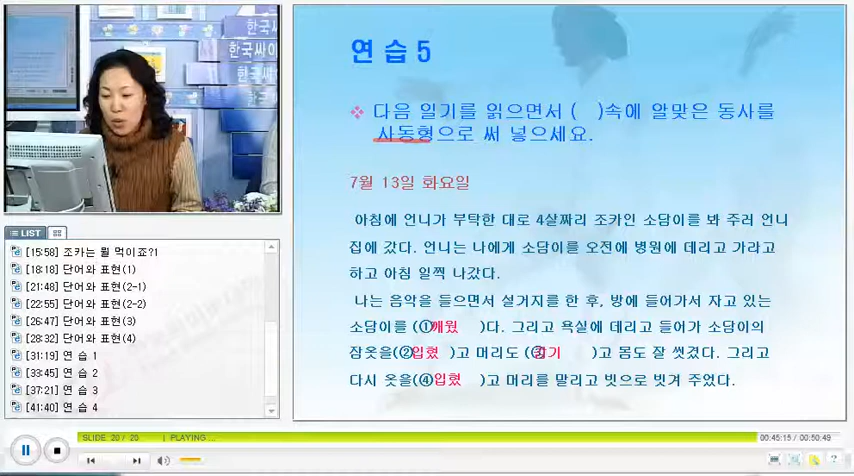 연 습 5
다음 일기를 읽으면서 ( )속에 알맞은 동사를
사동형으로 써 넣으세요.
7월 13일 화요일
아침에 언니가 부탁한 대로 4살짜리 조카인 소담이를 봐 주러 언니
집에 갔다. 언니는 나에게 소담이를 오전에 병원에 데리고 가라고
하고 아침 일찍 나갔다.
나는 음악을 들으면서 설거지를 한 후, 방에 들어가서 자고 있는
소담이를 (①깨웠 )다. 그리고 욕실에 데리고 들어가 소담이의
잠옷을(②입혔 )고 머리도 (③감기 )고 몸도 잘 씻겼다. 그리고
다시 옷을(④입혔 )고 머리를 말리고 빗으로 빗겨 주었다.
한국
한국싸이
한국싸
한국
LIST
[15:58] 조카는 뭘 먹이죠?1
[18:18] 단어와 표현(1)
[21:48] 단어와 표현(2-1)
[22:55] 단어와 표현(2-2)
[26:47] 단어와 표현(3)
[28:32] 단어와 표현(4)
[31:19] 연 습 1
[33:45] 연 습 2
[37:21] 연 습 3
[41:40] 연 습 4
SLIDE: 20 / 20 | PLAYING...
00:45:15 / 00:50:49